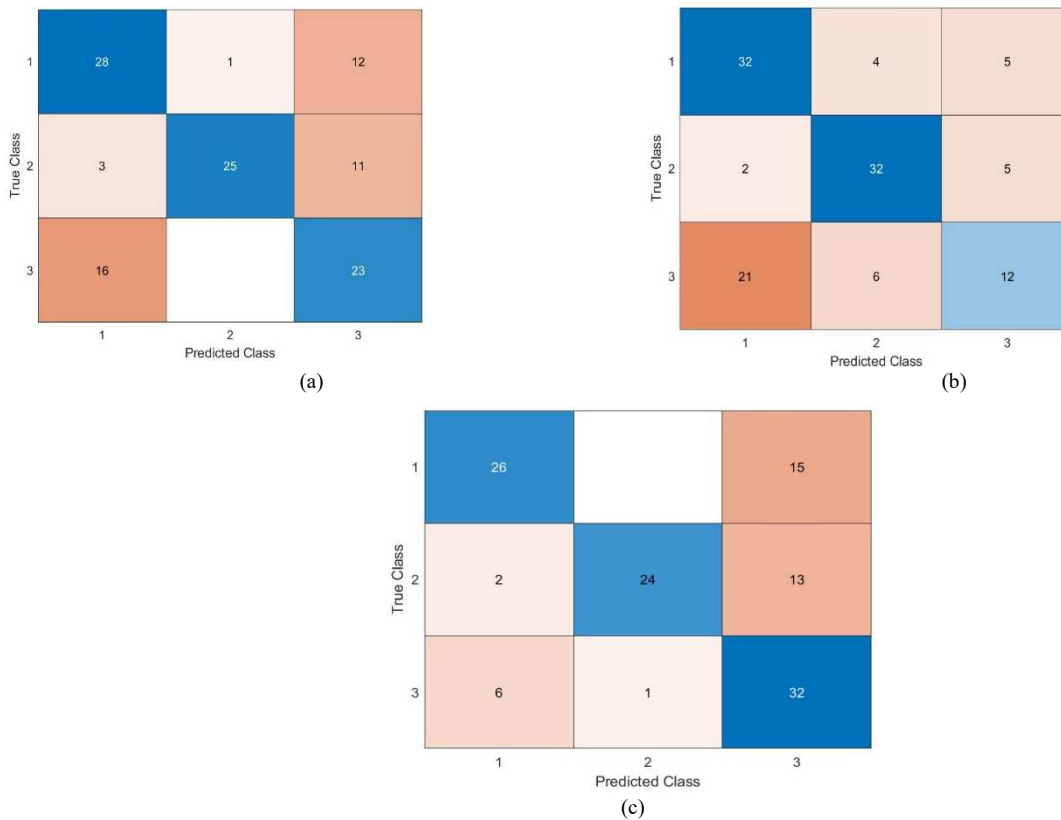 1 28 1 12
True Class
2 3 25 11
3 16 23
1 2 3
Predicted Class
(a)
1 32 4 5
True Class
2 2 32 5
3 21 6 12
1 2 3
Predicted Class
(b)
1 26 15
True Class
2 2 24 13
3 6 1 32
1 2 3
Predicted Class
(c)